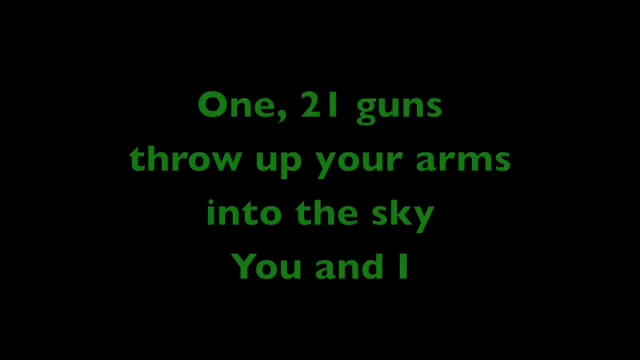 One, 21 guns
throw up your arms
into the sky
You and I